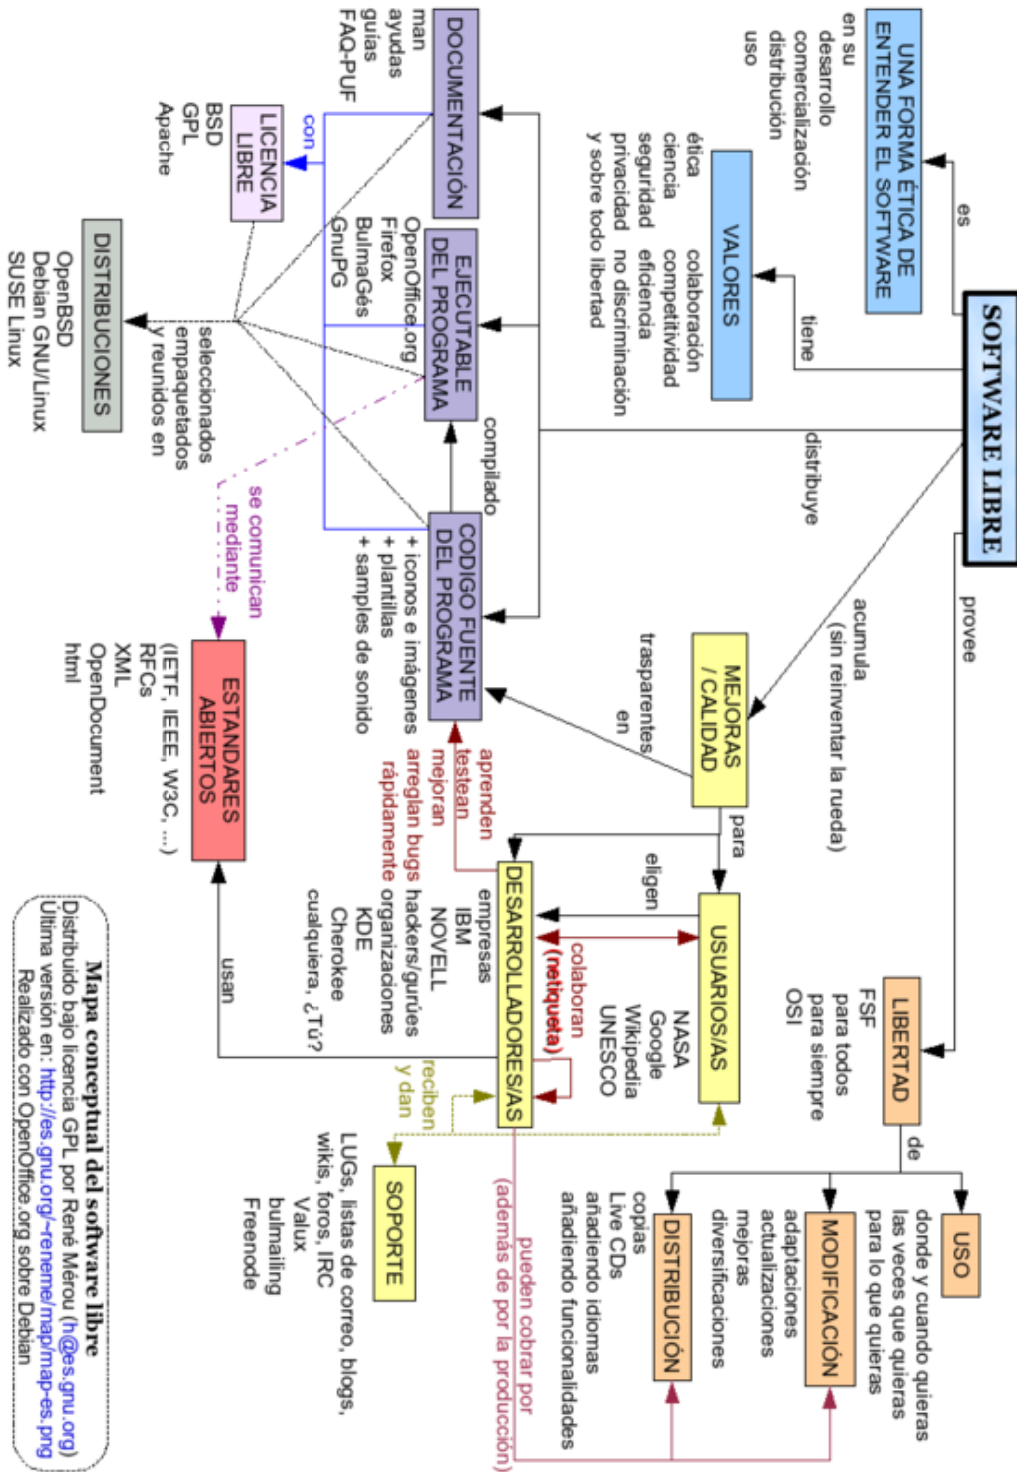 SOFTWARE LIBRE
es
tiene
distribuye
acumula
(sin reinventar la rueda)
provee
UNA FORMA ÉTICA DE
ENTENDER EL SOFTWARE
en su
desarrollo
comercialización
distribución
uso
VALORES
ética colaboración
ciencia competitividad
seguridad eficiencia
privacidad no discriminación
y sobre todo libertad
MEJORAS
/ CALIDAD
trasparentes
en
para
LIBERTAD
FSF
para todos
para siempre
OSI
de
USO
donde y cuando quieras
las veces que quieras
para lo que quieras
MODIFICACIÓN
adaptaciones
actualizaciones
mejoras
diversificaciones
DISTRIBUCIÓN
copias
Live CDs
añadiendo idiomas
añadiendo funcionalidades
DOCUMENTACIÓN
man
ayudas
guías
FAQ-PUF
EJECUTABLE
DEL PROGRAMA
OpenOffice.org
Firefox
BulmaGés
GnuPG
compilado
CODIGO FUENTE
DEL PROGRAMA
+ iconos e imágenes
+ plantillas
+ samples de sonido
USUARIOS/AS
NASA
Google
Wikipedia
UNESCO
eligen
colaboran
(netiqueta)
DESARROLLADORES/AS
empresas
IBM
NOVELL
hackers/gurúes
organizaciones
KDE
Cherokee
cualquiera, ¿Tú?
aprenden
testean
mejoran
arreglan bugs
rápidamente
reciben
y dan
pueden cobrar por
(además de por la producción)
SOPORTE
LUGs, listas de correo, blogs,
wikis, foros, IRC
Valux
bulmailing
Freenode
con
LICENCIA
LIBRE
BSD
GPL
Apache
seleccionados
empaquetados
y reunidos en
DISTRIBUCIONES
OpenBSD
Debian GNU/Linux
SUSE Linux
se comunican
mediante
ESTANDARES
ABIERTOS
(IETF, IEEE, W3C, ...)
RFCs
XML
OpenDocument
html
usan
Mapa conceptual del software libre
Distribuido bajo licencia GPL por René Mérou (h@es.gnu.org)
Última versión en: http://es.gnu.org/~reneme/map/map-es.png
Realizado con OpenOffice.org sobre Debian